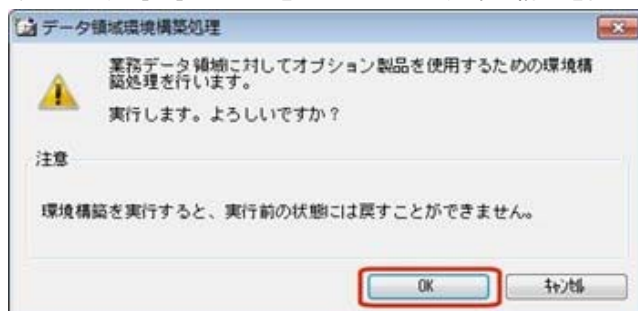 データ領域環境構築処理
業務データ領域に対してオプション製品を使用するための環境構
築処理を行います。
実行します。よろしいですか？
注意
環境構築を実行すると、実行前の状態には戻すことができません。
OK
ｷｬﾝｾﾙ